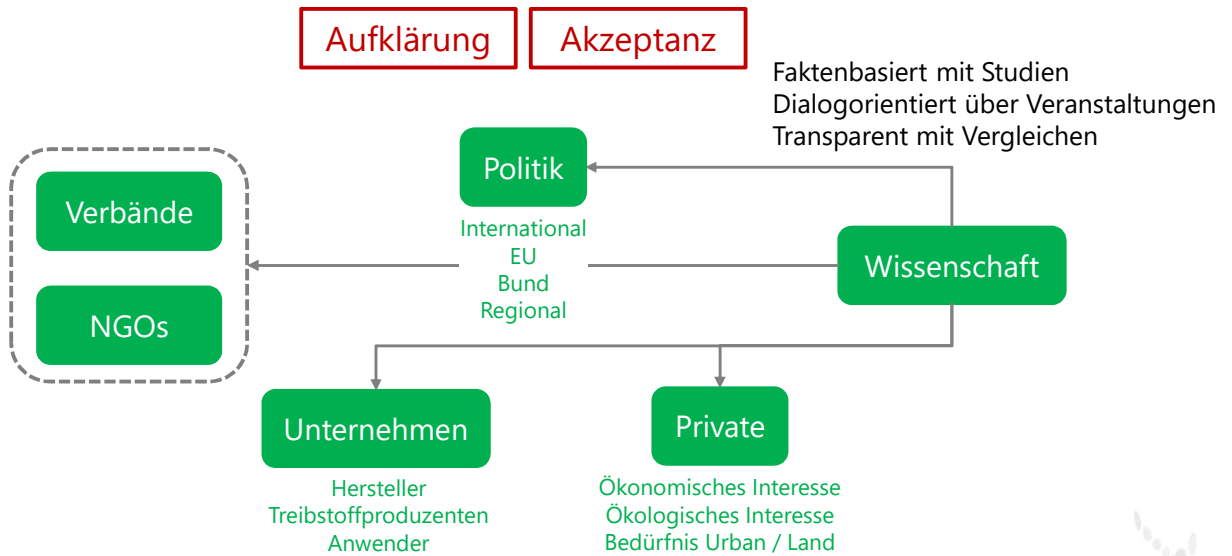 Aufklärung
Akzeptanz
Faktenbasiert mit Studien
Dialogorientiert über Veranstaltungen
Transparent mit Vergleichen
Politik
International
EU
Bund
Regional
Verbände
NGOs
Wissenschaft
Unternehmen
Hersteller
Treibstoffproduzenten
Anwender
Private
Ökonomisches Interesse
Ökologisches Interesse
Bedürfnis Urban / Land